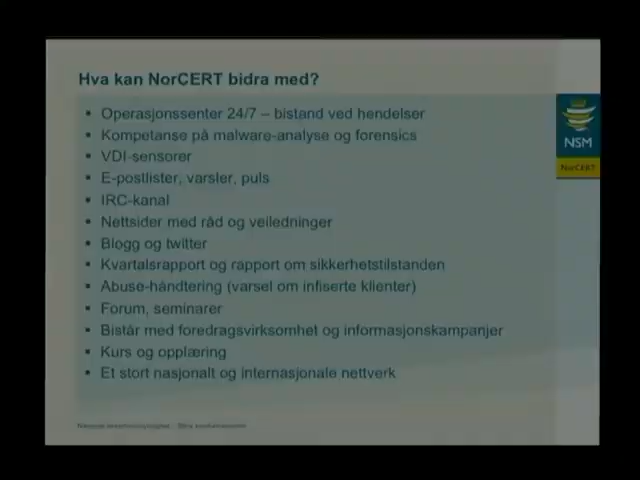 Hva kan NorCERT bidra med?
▪ Operasjonssenter 24/7 – bistand ved hendelser
▪ Kompetanse på malware-analyse og forensics
▪ VDI-sensorer
▪ E-postlister, varsler, puls
▪ IRC-kanal
▪ Nettsider med råd og veiledninger
▪ Blogg og twitter
▪ Kvartalsrapport og rapport om sikkerhetstilstanden
▪ Abuse-håndtering (varsel om infiserte klienter)
▪ Forum, seminarer
▪ Bistår med foredragsvirksomhet og informasjonskampanjer
▪ Kurs og opplæring
▪ Et stort nasjonalt og internasjonale nettverk
NSM
NorCERT